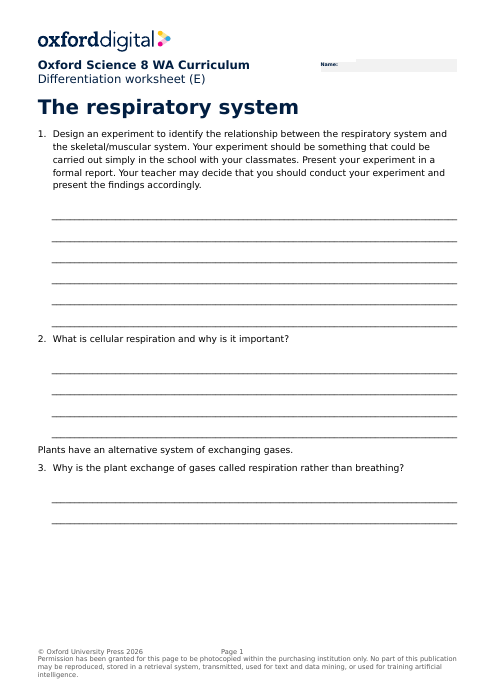 oxforddigital
Oxford Science 8 WA Curriculum
Name:
Differentiation worksheet (E)
The respiratory system
1. Design an experiment to identify the relationship between the respiratory system and
the skeletal/muscular system. Your experiment should be something that could be
carried out simply in the school with your classmates. Present your experiment in a
formal report. Your teacher may decide that you should conduct your experiment and
present the findings accordingly.
2. What is cellular respiration and why is it important?
Plants have an alternative system of exchanging gases.
3. Why is the plant exchange of gases called respiration rather than breathing?
© Oxford University Press 2026 Page 1
Permission has been granted for this page to be photocopied within the purchasing institution only. No part of this publication
may be reproduced, stored in a retrieval system, transmitted, used for text and data mining, or used for training artificial
intelligence.